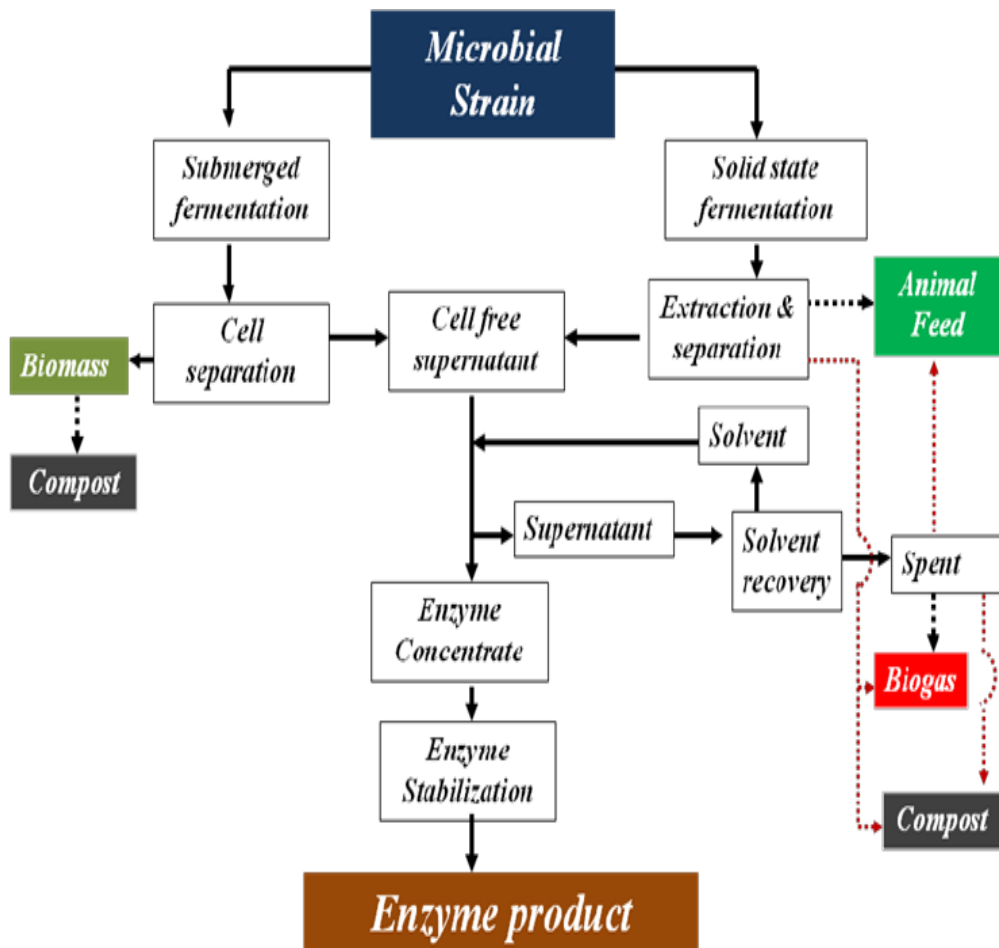 Microbial
Strain
Submerged
fermentation
Solid state
fermentation
Cell
separation
Cell free
supernatant
Extraction &
separation
Animal
Feed
Biomass
Compost
Solvent
Supernatant
Solvent
recovery
Spent
Enzyme
Concentrate
Biogas
Enzyme
Stabilization
Compost
Enzyme product